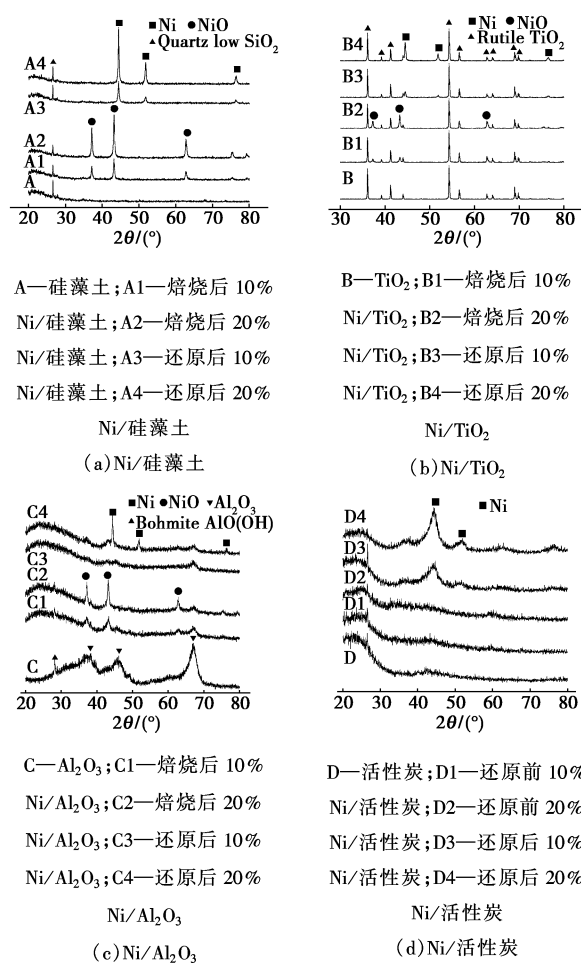 ■ Ni ● NiO
▲ Quartz low SiO₂
A4
A3
A2
A1
A
20 30 40 50 60 70 80
2θ/(°)
A—硅藻土;A1—焙烧后 10%
Ni/硅藻土;A2—焙烧后 20%
Ni/硅藻土;A3—还原后 10%
Ni/硅藻土;A4—还原后 20%
Ni/硅藻土
(a)Ni/硅藻土
■ Ni ● NiO
▲ Rutile TiO₂
B4
B3
B2
B1
B
30 40 50 60 70 80
2θ/(°)
B—TiO₂;B1—焙烧后 10%
Ni/TiO₂;B2—焙烧后 20%
Ni/TiO₂;B3—还原后 10%
Ni/TiO₂;B4—还原后 20%
Ni/TiO₂
(b)Ni/TiO₂
■ Ni ● NiO ▼ Al₂O₃
▲ Bohmite AlO(OH)
C4
C3
C2
C1
C
20 30 40 50 60 70 80
2θ/(°)
C—Al₂O₃;C1—焙烧后 10%
Ni/Al₂O₃;C2—焙烧后 20%
Ni/Al₂O₃;C3—还原后 10%
Ni/Al₂O₃;C4—还原后 20%
Ni/Al₂O₃
(c)Ni/Al₂O₃
■ Ni
D4
D3
D2
D1
D
20 30 40 50 60 70 80
2θ/(°)
D—活性炭;D1—还原前 10%
Ni/活性炭;D2—还原前 20%
Ni/活性炭;D3—还原后 10%
Ni/活性炭;D4—还原后 20%
Ni/活性炭
(d)Ni/活性炭